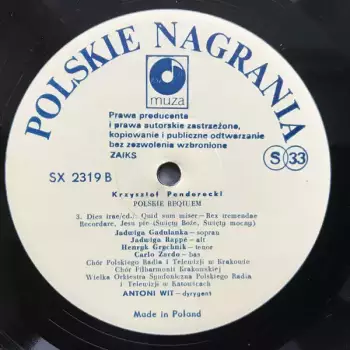 POLSKIE NAGRANIA
muza
Prawa producenta
i prawa autorskie zastrzeżone,
kopiowanie i publiczne odtwarzanie
bez zezwolenia wzbronione
ZAIKS
S 33
SX 2319 B
Krzysztof Penderecki
POLSKIE REQUIEM
3. Dies irae/cd./: Quid sum miser — Rex tremendae
Recordare, Jesu pie (Święty Boże, Święty mocny)
Jadwiga Gadulanka — sopran
Jadwiga Rappé — alt
Henryk Grychnik — tenor
Carlo Zardo — bas
Chór Polskiego Radia i Telewizji w Krakowie
Chór Filharmonii Krakowskiej
Wielka Orkiestra Symfoniczna Polskiego Radia
i Telewizji w Katowicach
ANTONI WIT — dyrygent
Made in Poland